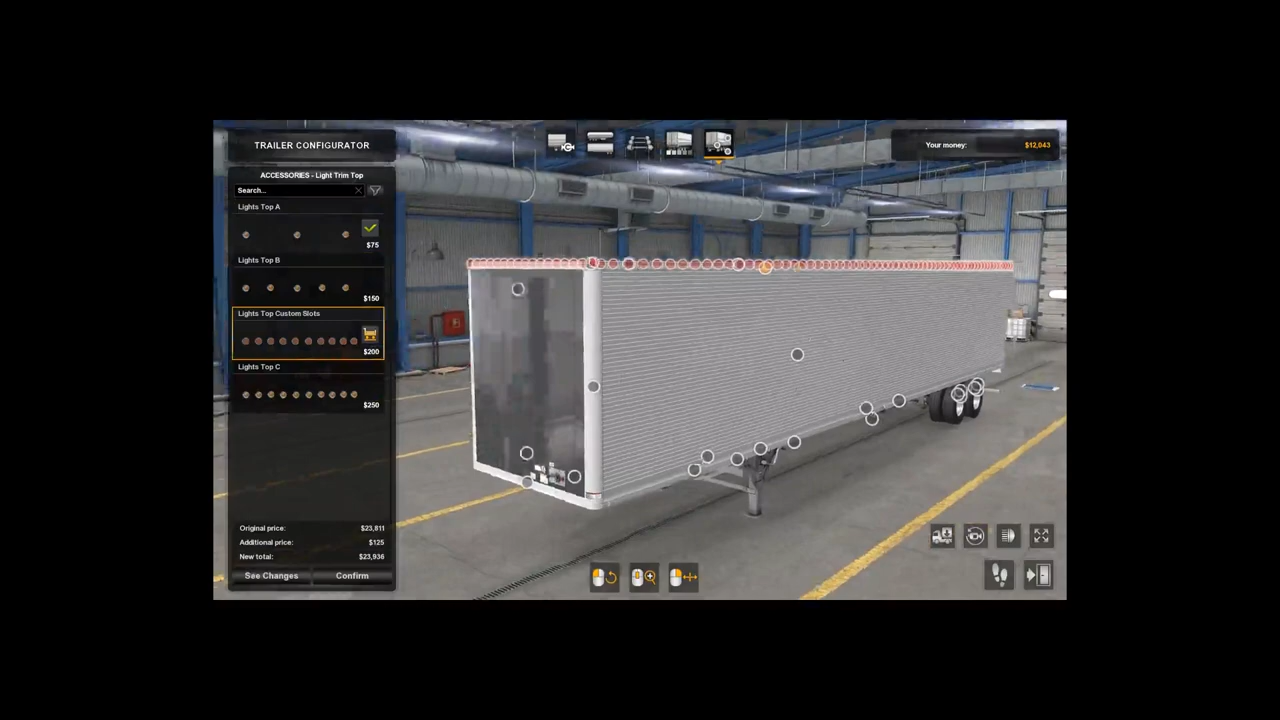 TRAILER CONFIGURATOR
Your money: $12,043
ACCESSORIES - Light Trim Top
Search...
Lights Top A
$75
Lights Top B
$150
Lights Top Custom Slots
$200
Lights Top C
$250
Original price: $23,811
Additional price: $125
New total: $23,936
See Changes Confirm